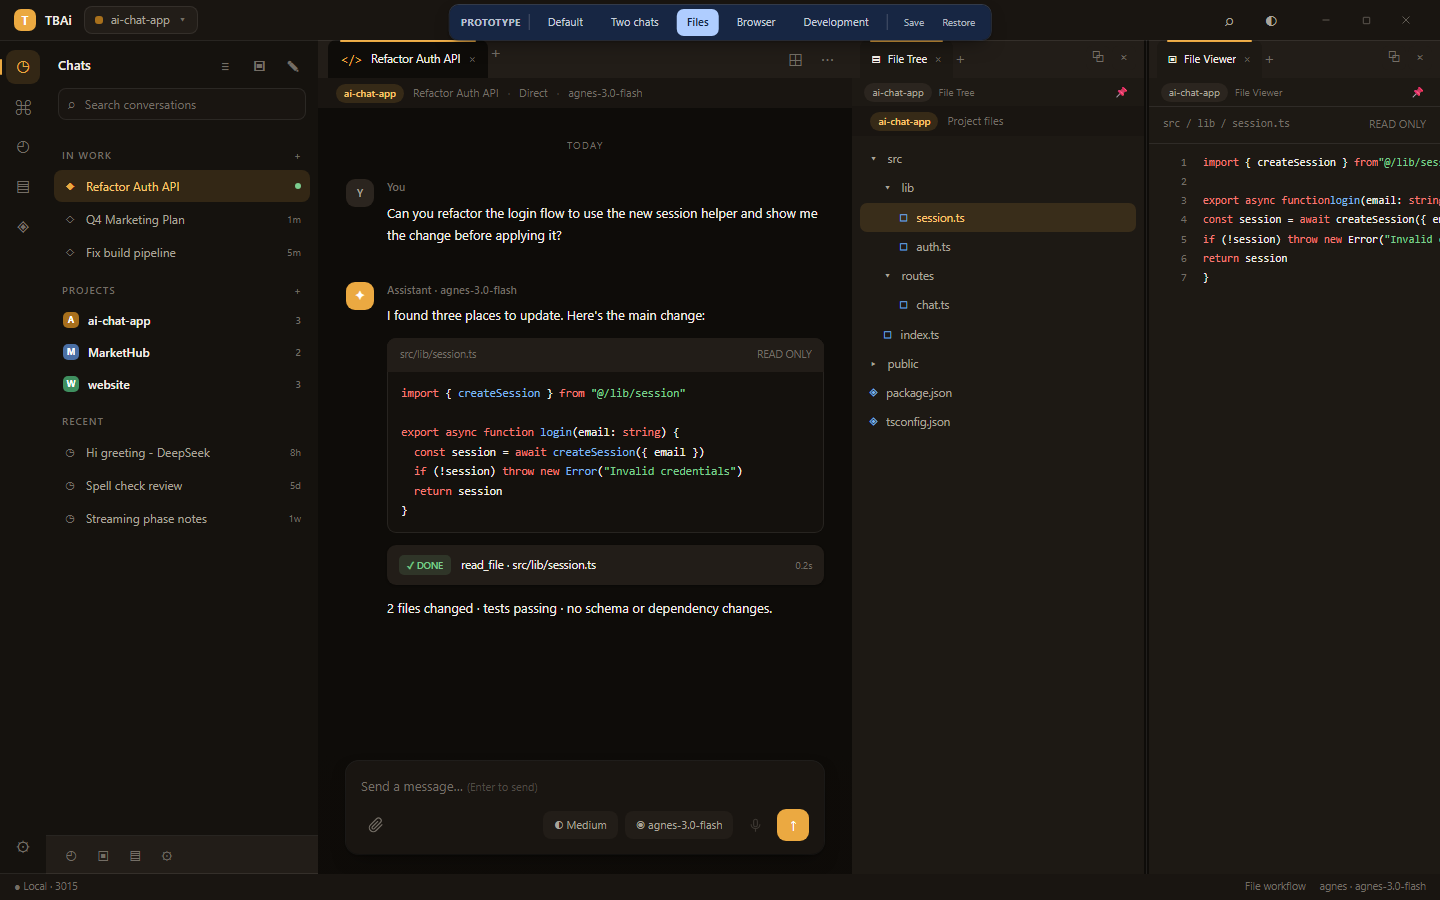 T TBAi ai-chat-app
PROTOTYPE Default Two chats Files Browser Development Save Restore
Chats
Search conversations
IN WORK +
Refactor Auth API
Q4 Marketing Plan 1m
Fix build pipeline 5m
PROJECTS +
A ai-chat-app 3
M MarketHub 2
W website 3
RECENT
Hi greeting - DeepSeek 8h
Spell check review 5d
Streaming phase notes 1w
</> Refactor Auth API × +
ai-chat-app Refactor Auth API · Direct · agnes-3.0-flash
TODAY
Y You
Can you refactor the login flow to use the new session helper and show me
the change before applying it?
Assistant · agnes-3.0-flash
I found three places to update. Here's the main change:
src/lib/session.ts READ ONLY
import { createSession } from "@/lib/session"
export async function login(email: string) {
const session = await createSession({ email })
if (!session) throw new Error("Invalid credentials")
return session
}
✓ DONE read_file · src/lib/session.ts 0.2s
2 files changed · tests passing · no schema or dependency changes.
Send a message... (Enter to send)
Medium agnes-3.0-flash ↑
File Tree × +
ai-chat-app File Tree
ai-chat-app Project files
src
lib
session.ts
auth.ts
routes
chat.ts
index.ts
public
package.json
tsconfig.json
File Viewer × +
ai-chat-app File Viewer
src / lib / session.ts READ ONLY
1 import { createSession } from"@/lib/ses
2
3 export async functionlogin(email: string
4 const session = await createSession({ e
5 if (!session) throw new Error("Invalid
6 return session
7 }
Local · 3015
File workflow agnes · agnes-3.0-flash